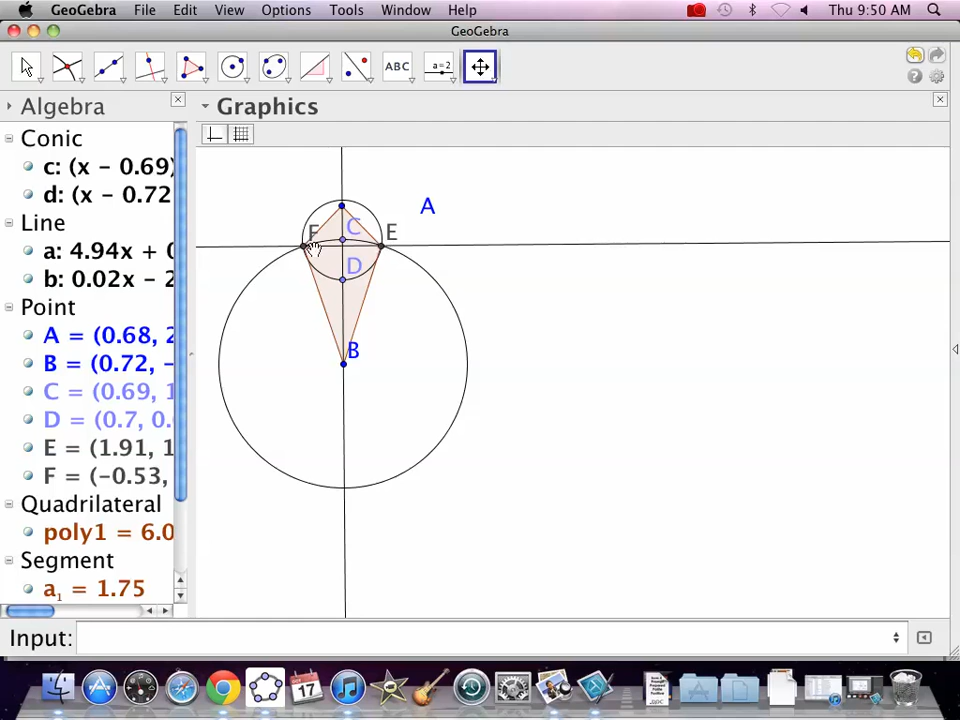 GeoGebra File Edit View Options Tools Window Help Thu 9:50 AM
GeoGebra
ABC a=2
Algebra
Graphics
Conic
c: (x – 0.69)
d: (x – 0.72
Line
a: 4.94x + 0
b: 0.02x – 2
Point
A = (0.68, 2
B = (0.72, –
C = (0.69, 1
D = (0.7, 0.
E = (1.91, 1
F = (–0.53,
Quadrilateral
poly1 = 6.0
Segment
a₁ = 1.75
A
F
C
E
D
B
Input:
17